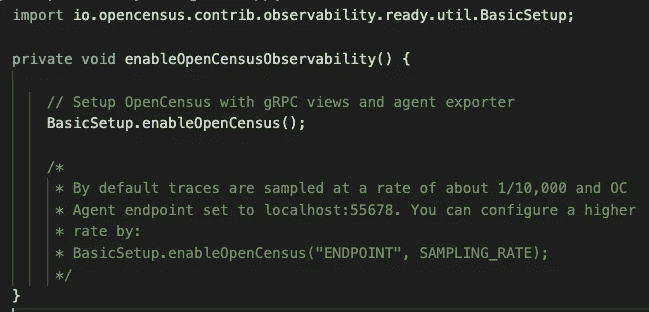 import io.opencensus.contrib.observability.ready.util.BasicSetup;
private void enableOpenCensusObservability() {
// Setup OpenCensus with gRPC views and agent exporter
BasicSetup.enableOpenCensus();
/*
* By default traces are sampled at a rate of about 1/10,000 and OC
* Agent endpoint set to localhost:55678. You can configure a higher
* rate by:
* BasicSetup.enableOpenCensus("ENDPOINT", SAMPLING_RATE);
*/
}